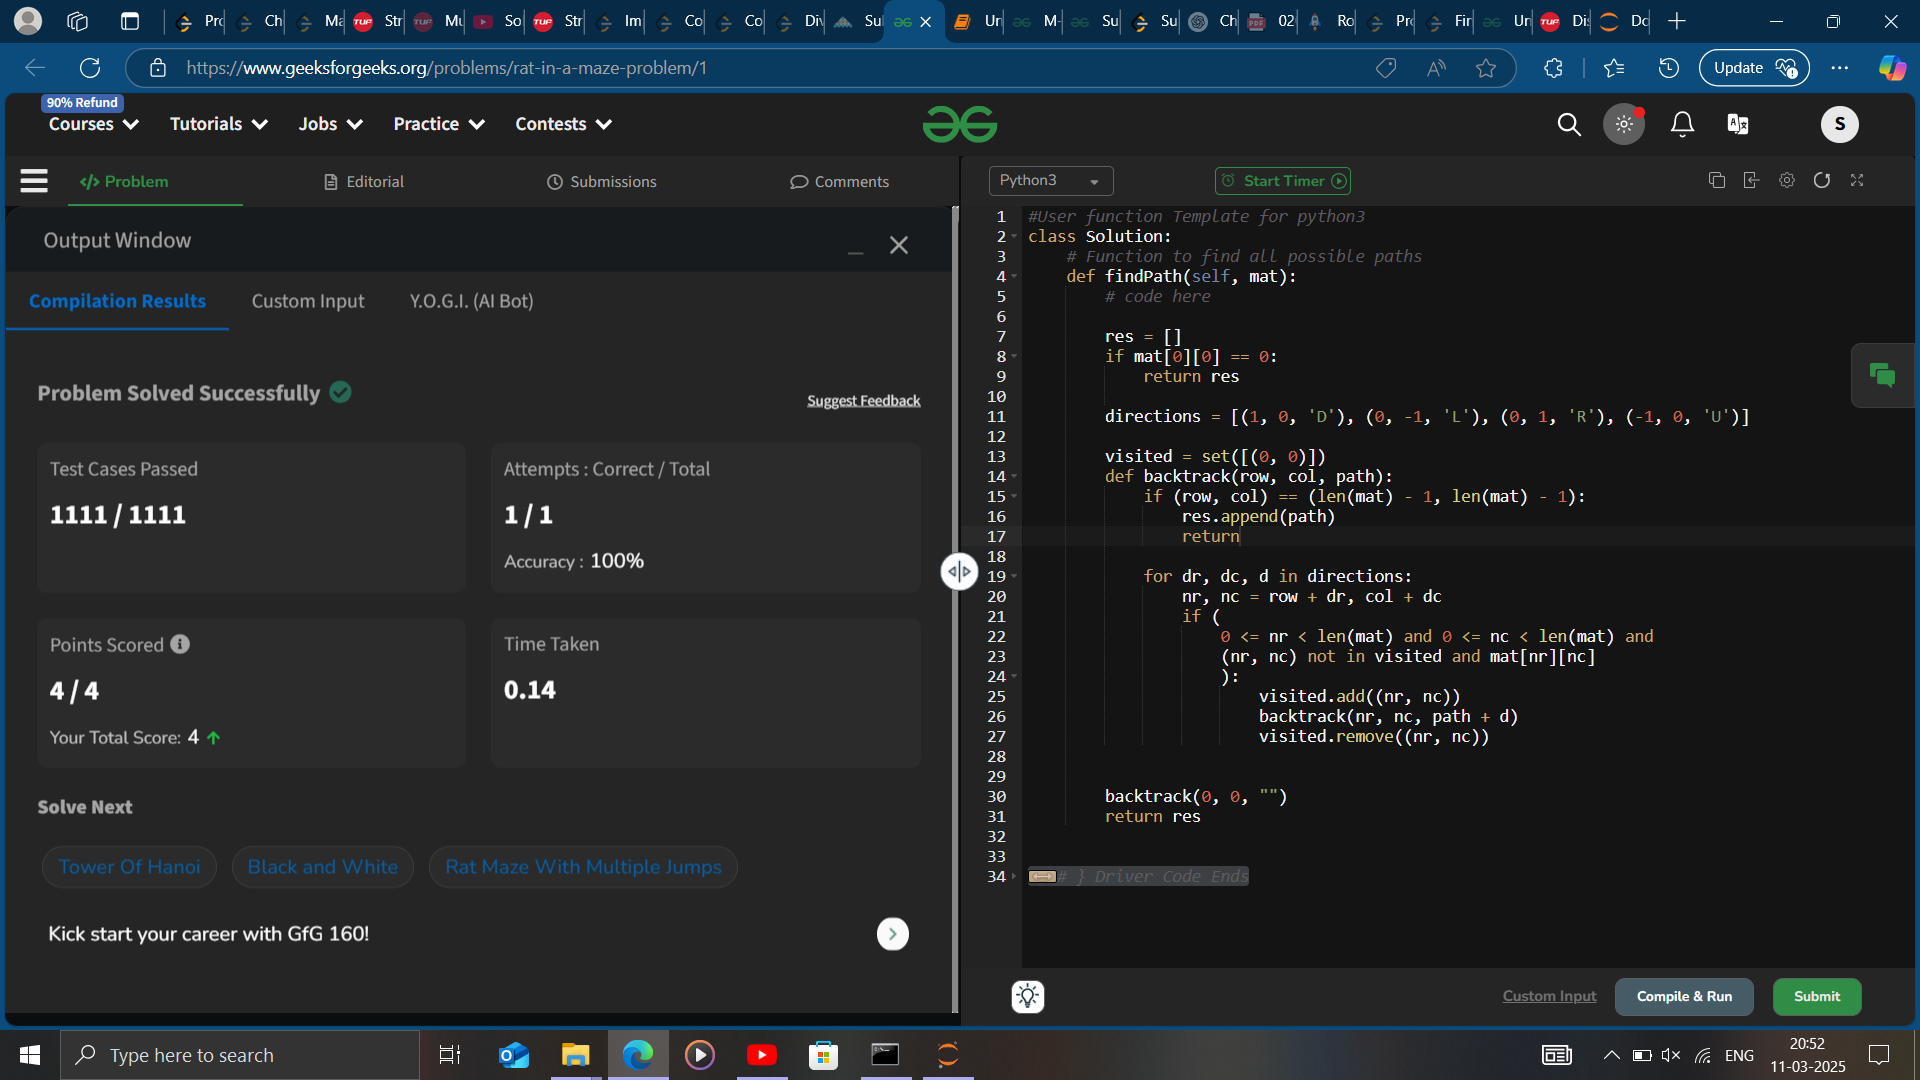 Pro
Ch
Ma
Str
Mu
So
Str
Im
Co
Co
Div
Su
Un
M-
Su
Su
Ch
02
Ro
Pro
Fir
Un
Dis
Do
https://www.geeksforgeeks.org/problems/rat-in-a-maze-problem/1
Update
90% Refund
Courses Tutorials Jobs Practice Contests
S
Problem Editorial Submissions Comments
Output Window
Compilation Results Custom Input Y.O.G.I. (AI Bot)
Problem Solved Successfully
Suggest Feedback
Test Cases Passed
1111 / 1111
Attempts : Correct / Total
1 / 1
Accuracy : 100%
Points Scored
4 / 4
Your Total Score: 4
Time Taken
0.14
Solve Next
Tower Of Hanoi Black and White Rat Maze With Multiple Jumps
Kick start your career with GfG 160!
Python3 Start Timer
1 #User function Template for python3
2 class Solution:
3     # Function to find all possible paths
4     def findPath(self, mat):
5         # code here
6
7         res = []
8         if mat[0][0] == 0:
9             return res
10
11         directions = [(1, 0, 'D'), (0, -1, 'L'), (0, 1, 'R'), (-1, 0, 'U')]
12
13         visited = set([(0, 0)])
14         def backtrack(row, col, path):
15             if (row, col) == (len(mat) - 1, len(mat) - 1):
16                 res.append(path)
17                 return
18
19             for dr, dc, d in directions:
20                 nr, nc = row + dr, col + dc
21                 if (
22                     0 <= nr < len(mat) and 0 <= nc < len(mat) and
23                     (nr, nc) not in visited and mat[nr][nc]
24                     ):
25                         visited.add((nr, nc))
26                         backtrack(nr, nc, path + d)
27                         visited.remove((nr, nc))
28
29
30         backtrack(0, 0, "")
31         return res
32
33
34 # } Driver Code Ends
Custom Input Compile & Run Submit
Type here to search
ENG
20:52
11-03-2025